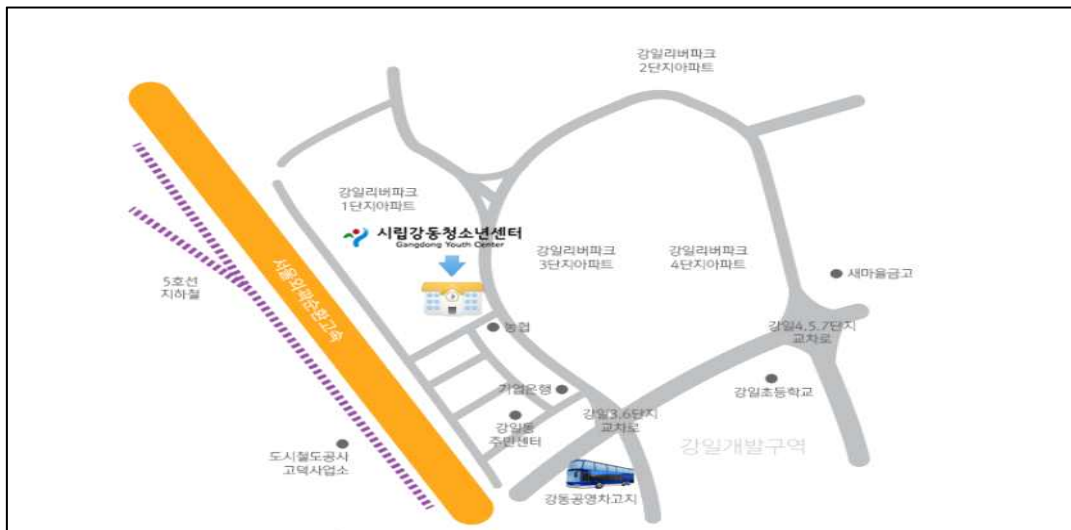 강일리버파크
2단지아파트
강일리버파크
1단지아파트
시립강동청소년센터
Gangdong Youth Center
강일리버파크
3단지아파트
강일리버파크
4단지아파트
새마을금고
5호선
지하철
서울외곽순환고속
농협
강일4,5,7단지
교차로
기업은행
강일초등학교
강일3,6단지
교차로
강일동
주민센터
강일개발구역
도시철도공사
고덕사업소
강동공영차고지